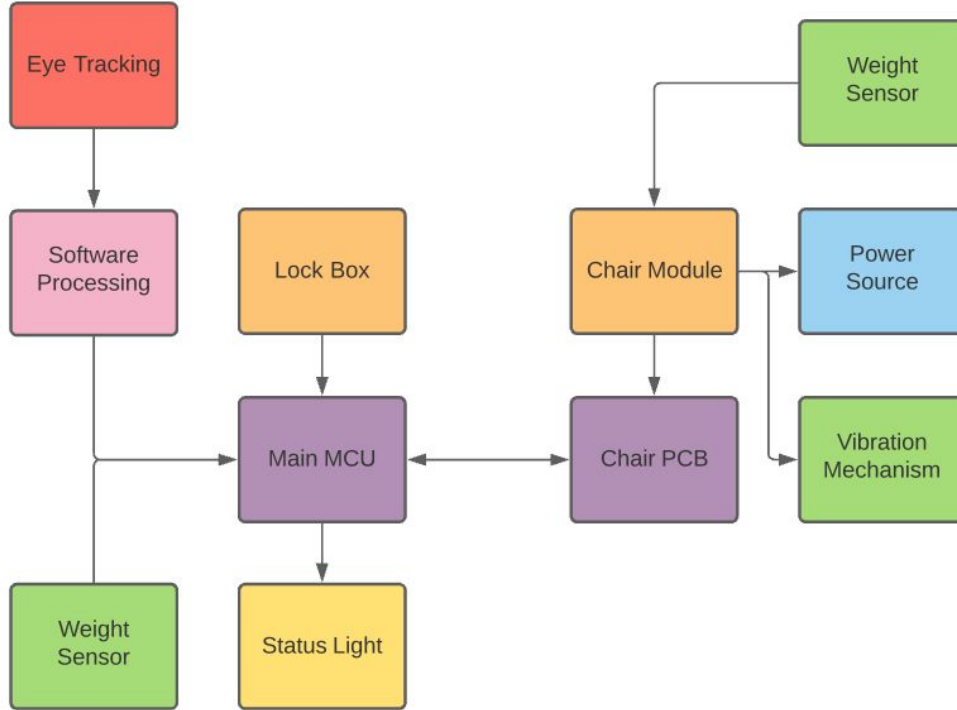 Eye Tracking
Weight
Sensor
Software
Processing
Lock Box
Chair Module
Power
Source
Main MCU
Chair PCB
Vibration
Mechanism
Weight
Sensor
Status Light